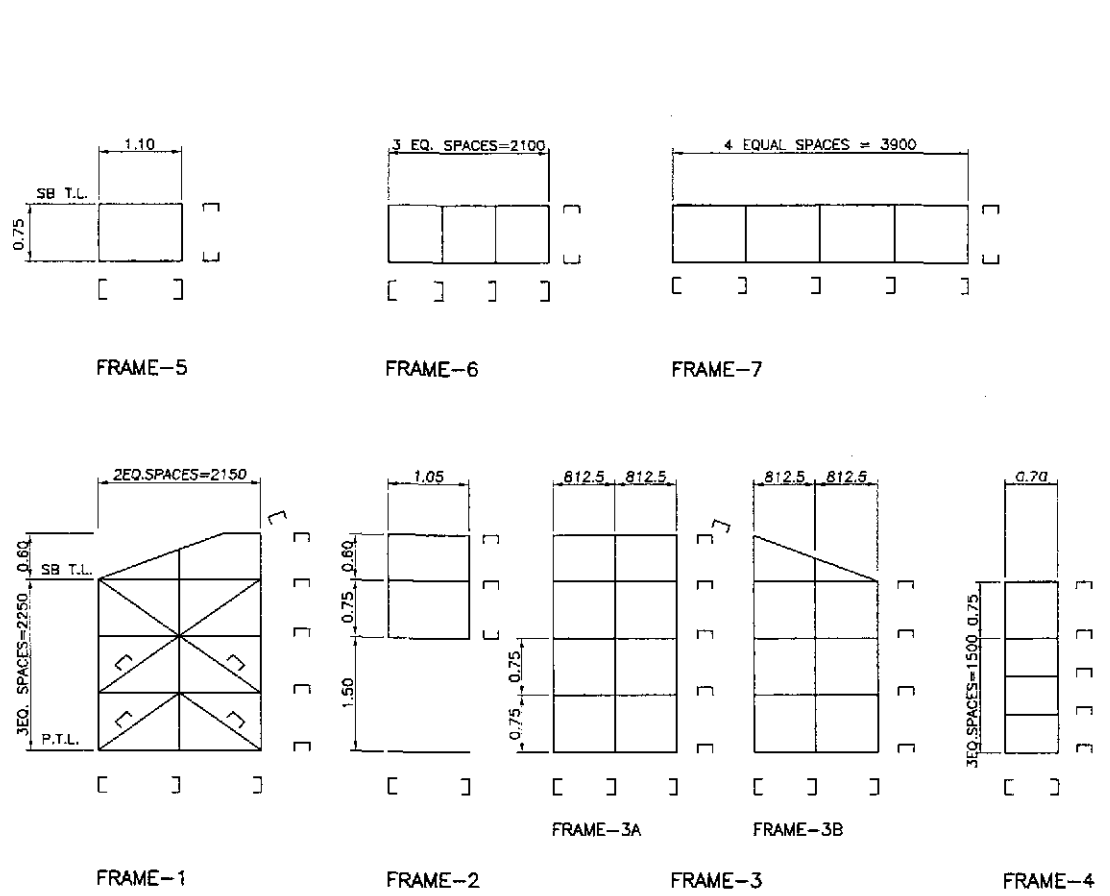 1.10
3 EQ. SPACES=2100
4 EQUAL SPACES = 3900
SB T.L.
0.75
FRAME-5
FRAME-6
FRAME-7
2EQ.SPACES=2150
1.05
812.5
812.5
812.5
812.5
0.70
0.60
SB T.L.
3EQ. SPACES=2250
P.T.L.
0.60
0.75
1.50
0.75
0.75
0.75
3EQ.SPACES=1500
FRAME-3A
FRAME-3B
FRAME-1
FRAME-2
FRAME-3
FRAME-4